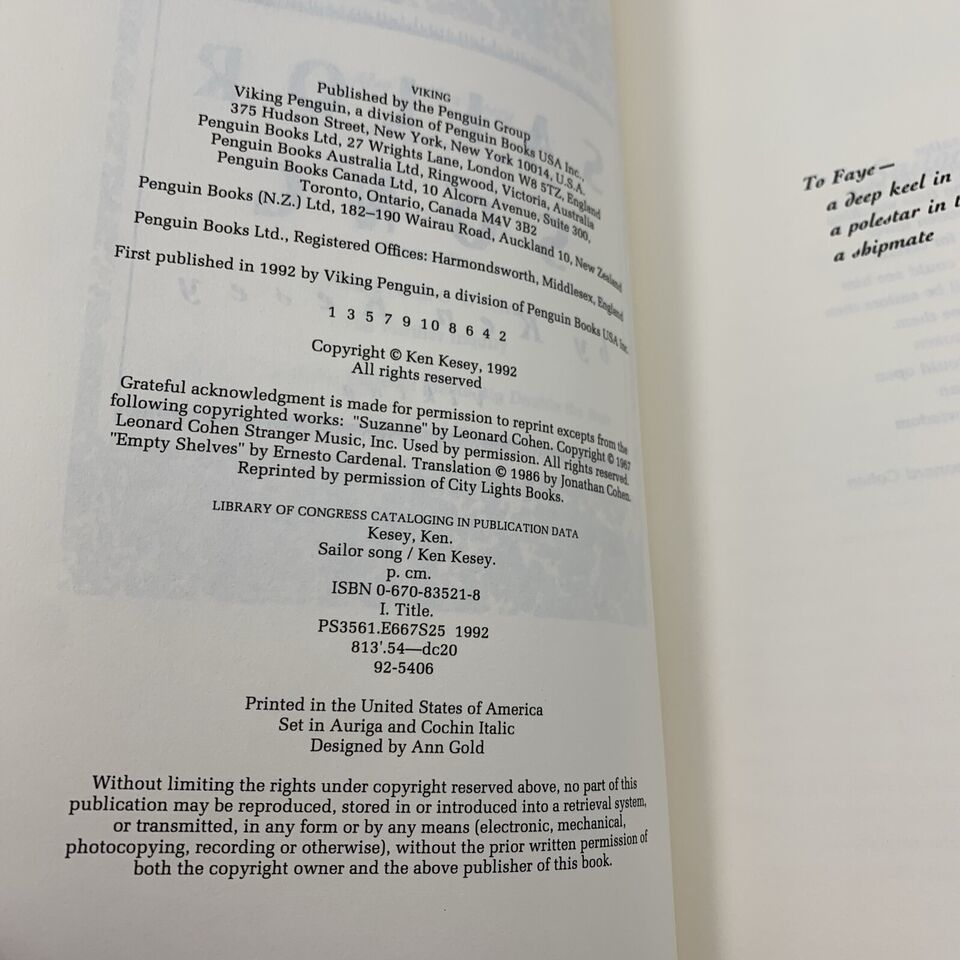 VIKING
Published by the Penguin Group
Viking Penguin, a division of Penguin Books USA Inc.,
375 Hudson Street, New York, New York 10014, U.S.A.
Penguin Books Ltd, 27 Wrights Lane, London W8 5TZ, England
Penguin Books Australia Ltd, Ringwood, Victoria, Australia
Penguin Books Canada Ltd, 10 Alcorn Avenue, Suite 300,
Toronto, Ontario, Canada M4V 3B2
Penguin Books (N.Z.) Ltd, 182–190 Wairau Road, Auckland 10, New Zealand
Penguin Books Ltd., Registered Offices: Harmondsworth, Middlesex, England
First published in 1992 by Viking Penguin, a division of Penguin Books USA Inc.
1 3 5 7 9 10 8 6 4 2
Copyright © Ken Kesey, 1992
All rights reserved
Grateful acknowledgment is made for permission to reprint excepts from the
following copyrighted works: "Suzanne" by Leonard Cohen. Copyright © 1967
Leonard Cohen Stranger Music, Inc. Used by permission. All rights reserved.
"Empty Shelves" by Ernesto Cardenal. Translation © 1986 by Jonathan Cohen.
Reprinted by permission of City Lights Books.
LIBRARY OF CONGRESS CATALOGING IN PUBLICATION DATA
Kesey, Ken.
Sailor song / Ken Kesey.
p. cm.
ISBN 0-670-83521-8
I. Title.
PS3561.E667S25 1992
813'.54—dc20
92-5406
Printed in the United States of America
Set in Auriga and Cochin Italic
Designed by Ann Gold
Without limiting the rights under copyright reserved above, no part of this
publication may be reproduced, stored in or introduced into a retrieval system,
or transmitted, in any form or by any means (electronic, mechanical,
photocopying, recording or otherwise), without the prior written permission of
both the copyright owner and the above publisher of this book.
To Faye—
a deep keel in
a polestar in
a shipmate